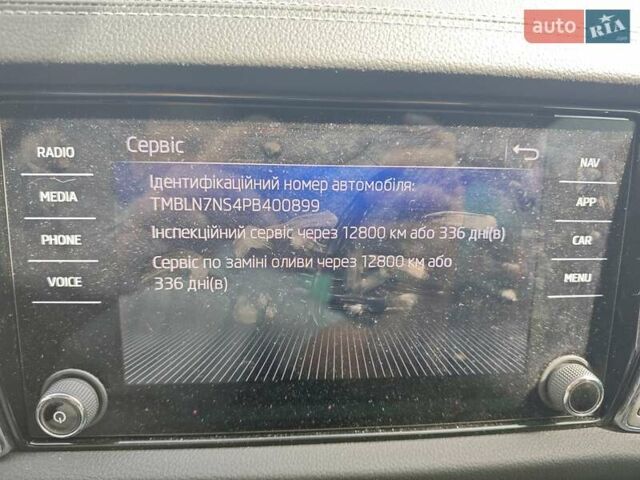 auto RIA
.com
RADIO
MEDIA
PHONE
VOICE
Сервіс
Ідентифікаційний номер автомобіля:
TMBLN7NS4PB400899
Інспекційний сервіс через 12800 км або 336 дні(в)
Сервіс по заміні оливи через 12800 км або
336 дні(в)
NAV
APP
CAR
MENU